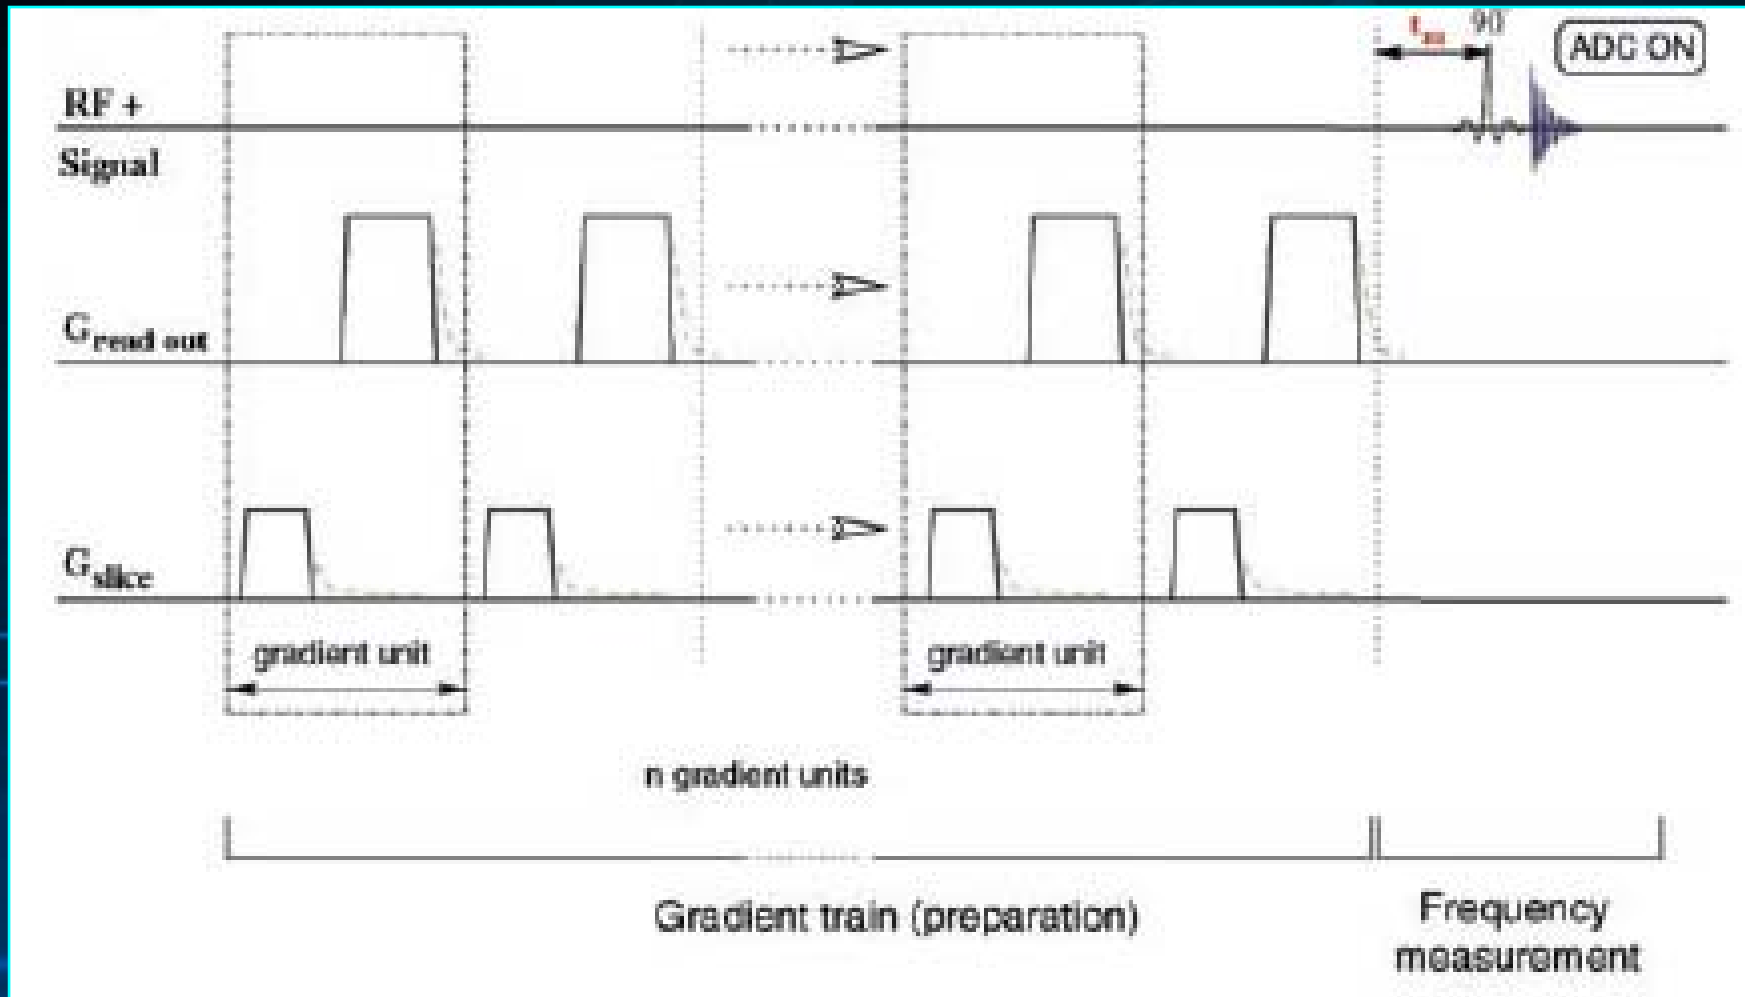 90
ADC ON
RF +
Signal
G read out
G slice
gradient unit
gradient unit
n gradient units
Gradient train (preparation)
Frequency
measurement